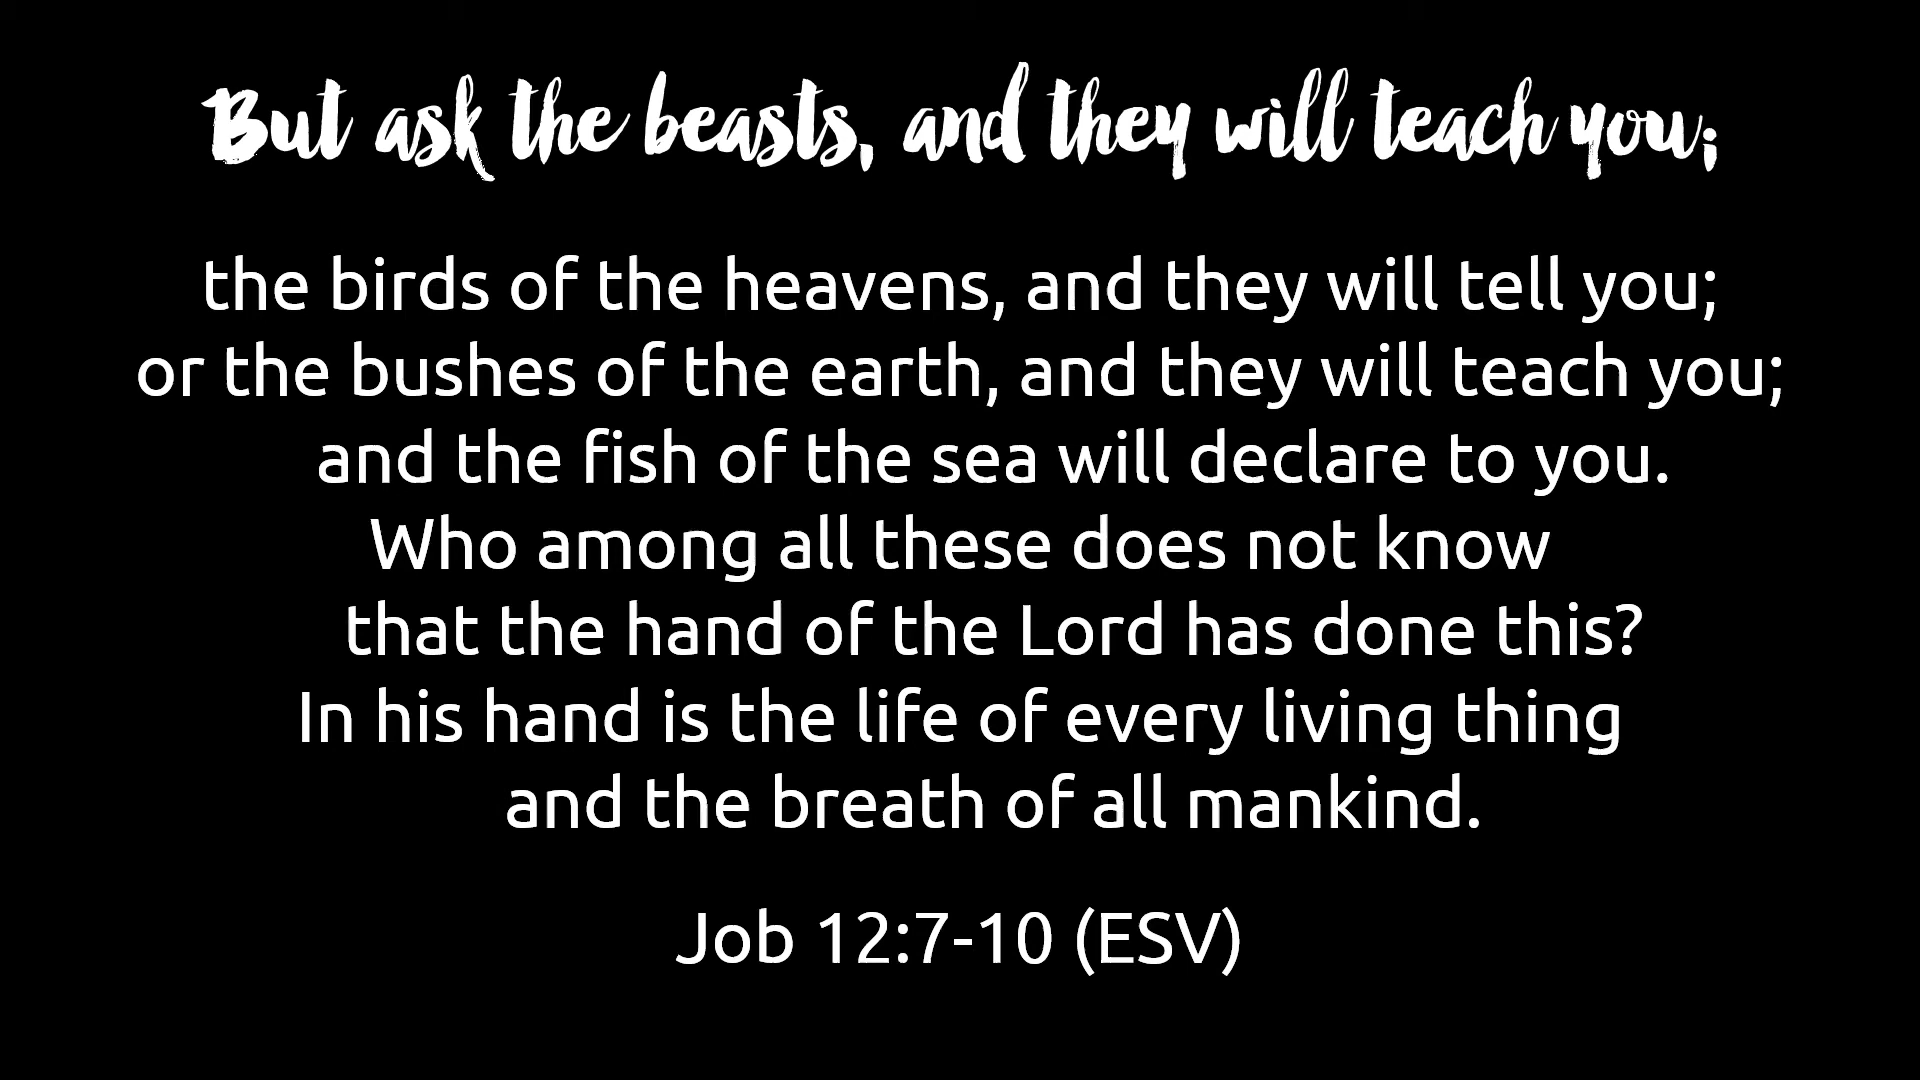 But ask the beasts, and they will teach you;
the birds of the heavens, and they will tell you;
or the bushes of the earth, and they will teach you;
and the fish of the sea will declare to you.
Who among all these does not know
that the hand of the Lord has done this?
In his hand is the life of every living thing
and the breath of all mankind.
Job 12:7-10 (ESV)